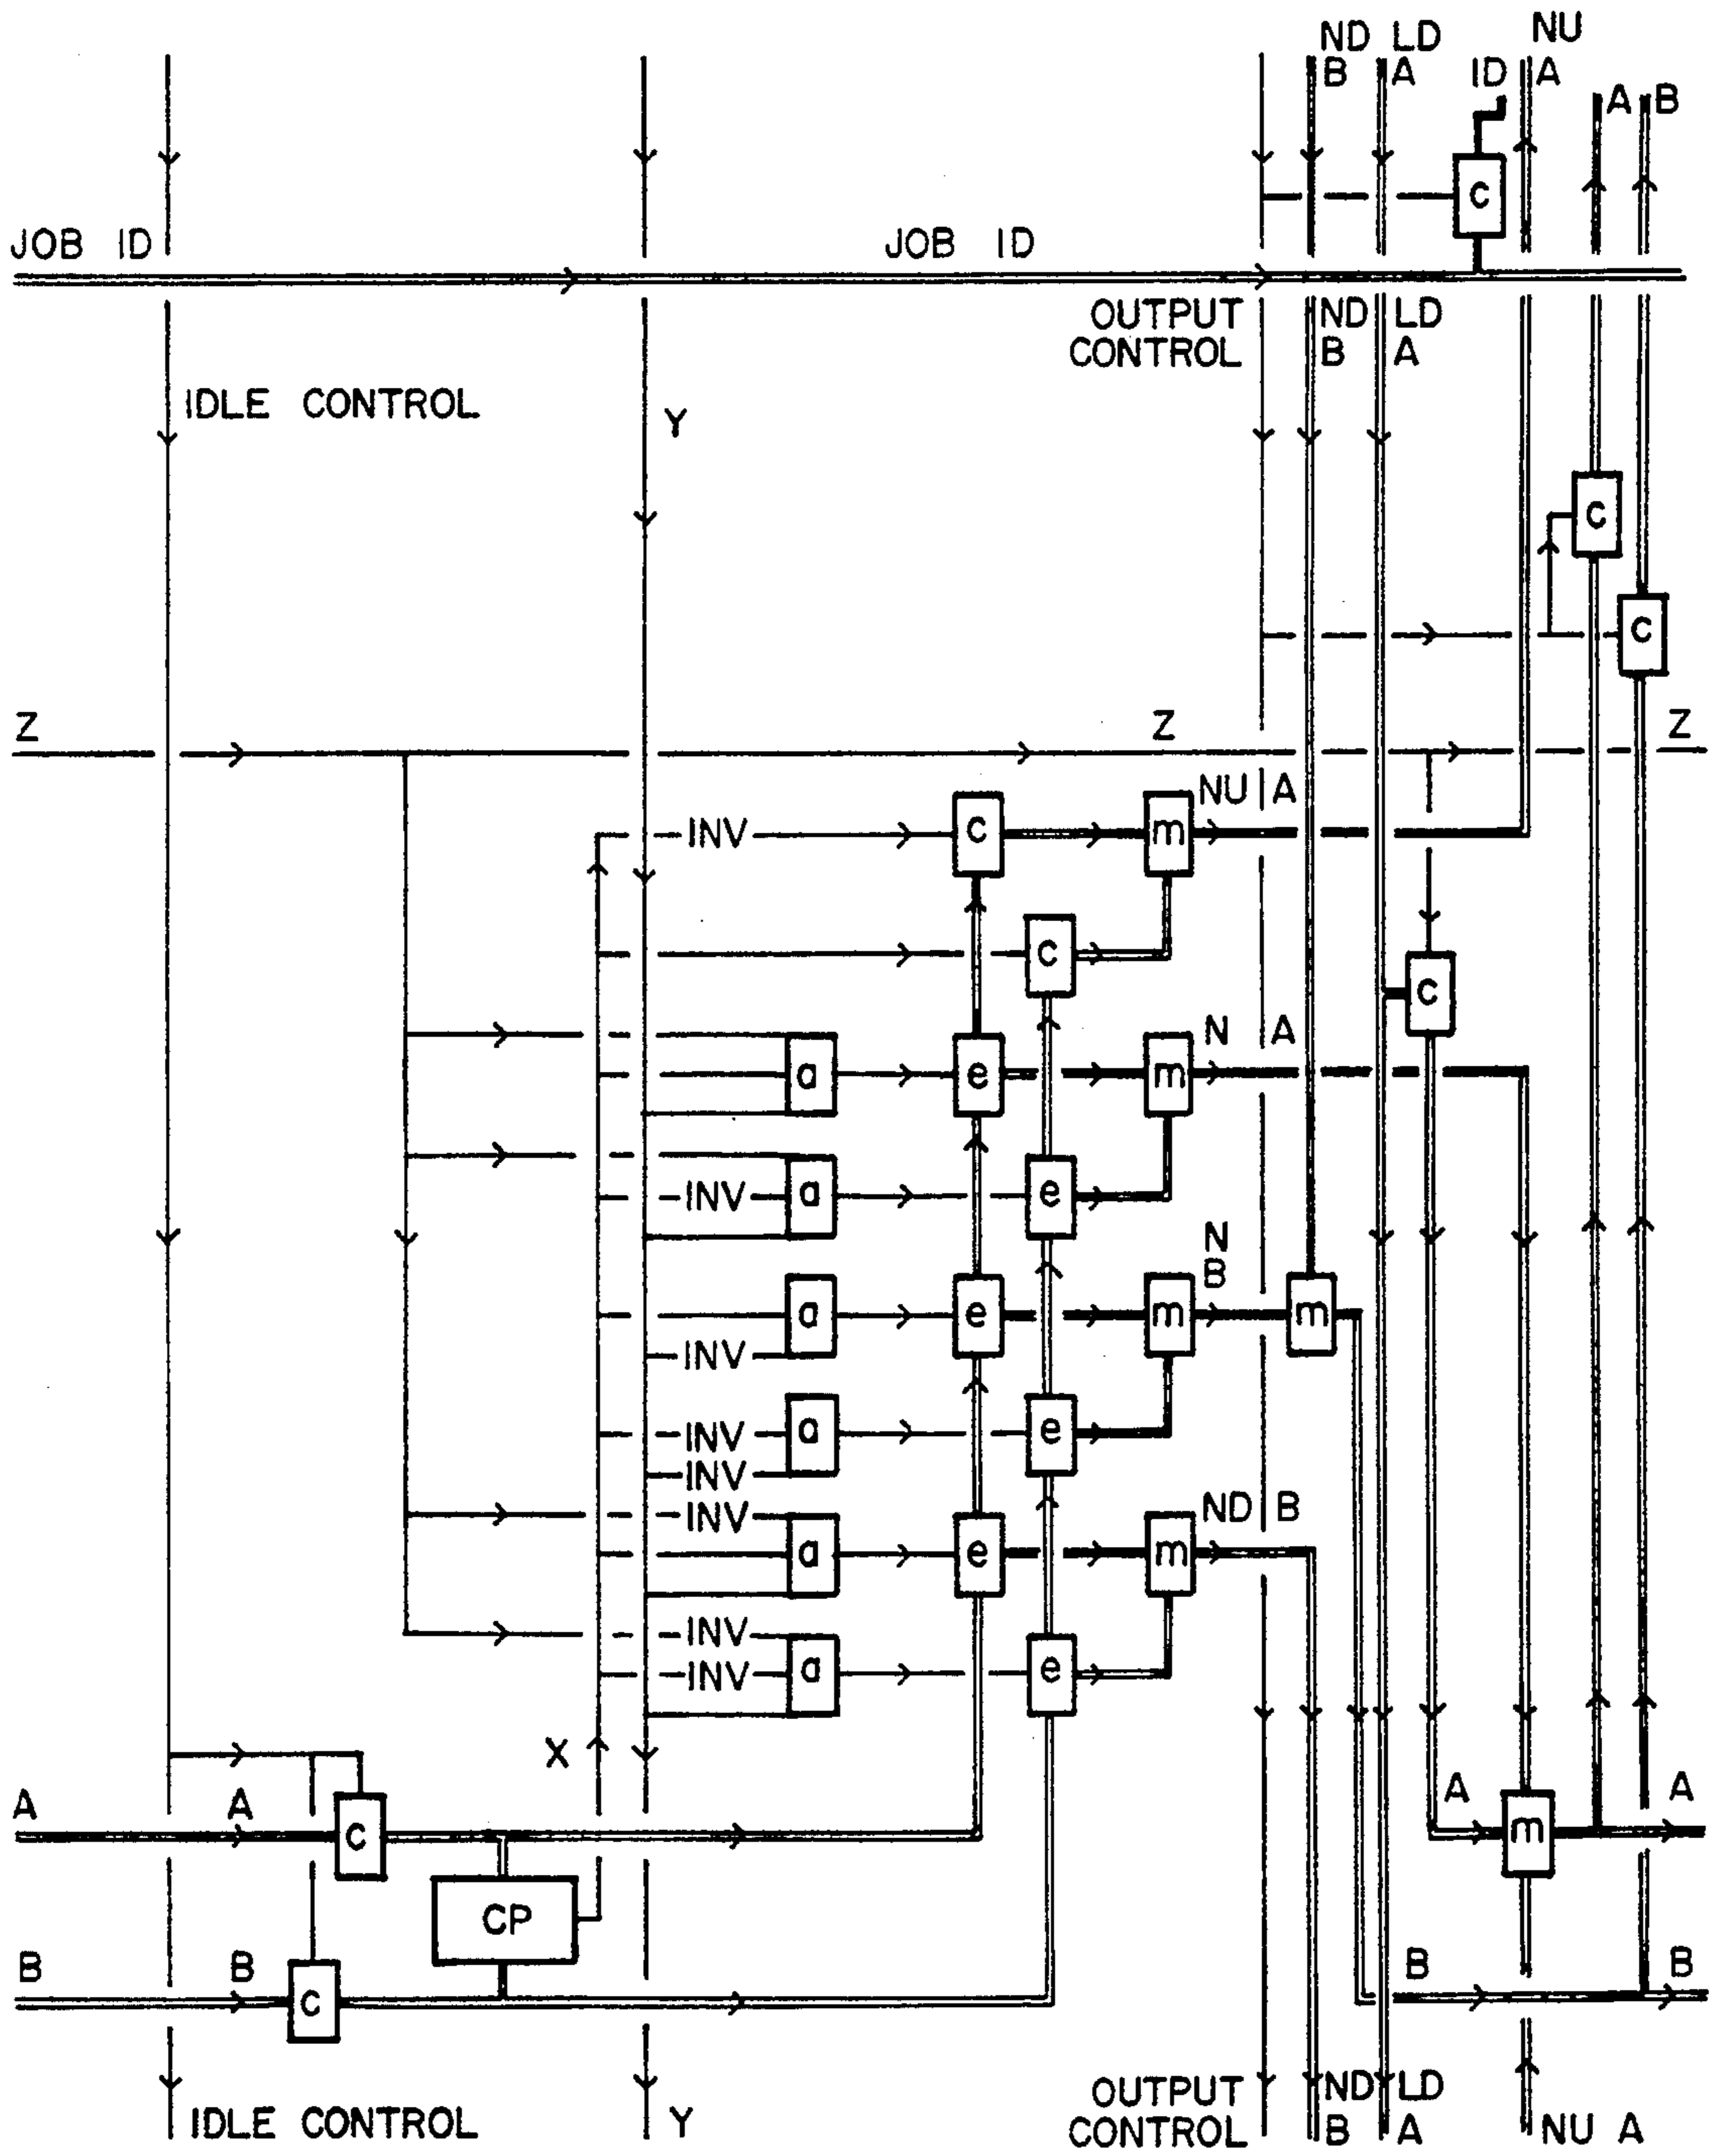 NU
ND LD
B A ID A
A B
c
JOB ID JOB ID
OUTPUT ND LD
CONTROL B A
IDLE CONTROL Y
c
c
Z Z Z
NU A
INV c m
c
c
N A
a e m
INV a e
N
B
a e m m
INV
INV a e
INV
INV ND B
a e m
INV
INV a e
X
A A A A
c m
CP
B B B B
c
OUTPUT ND LD
IDLE CONTROL Y CONTROL B A NU A